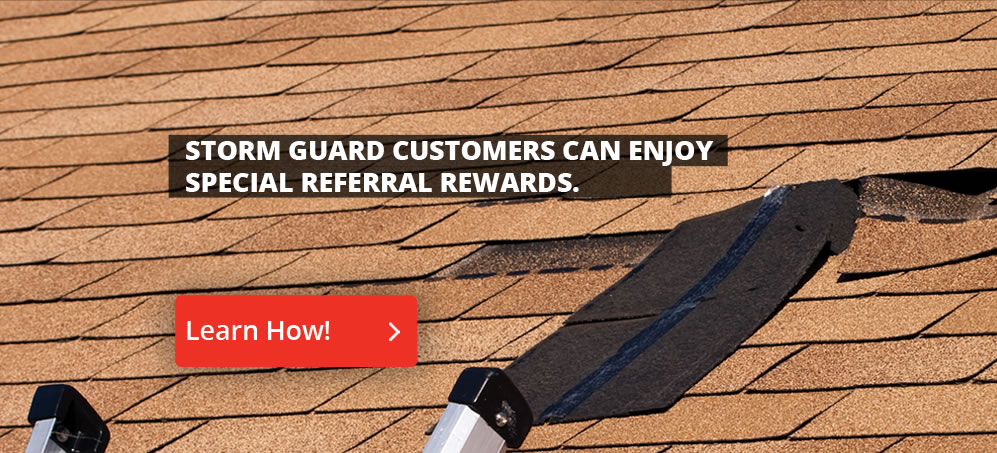 STORM GUARD CUSTOMERS CAN ENJOY
SPECIAL REFERRAL REWARDS.
Learn How!